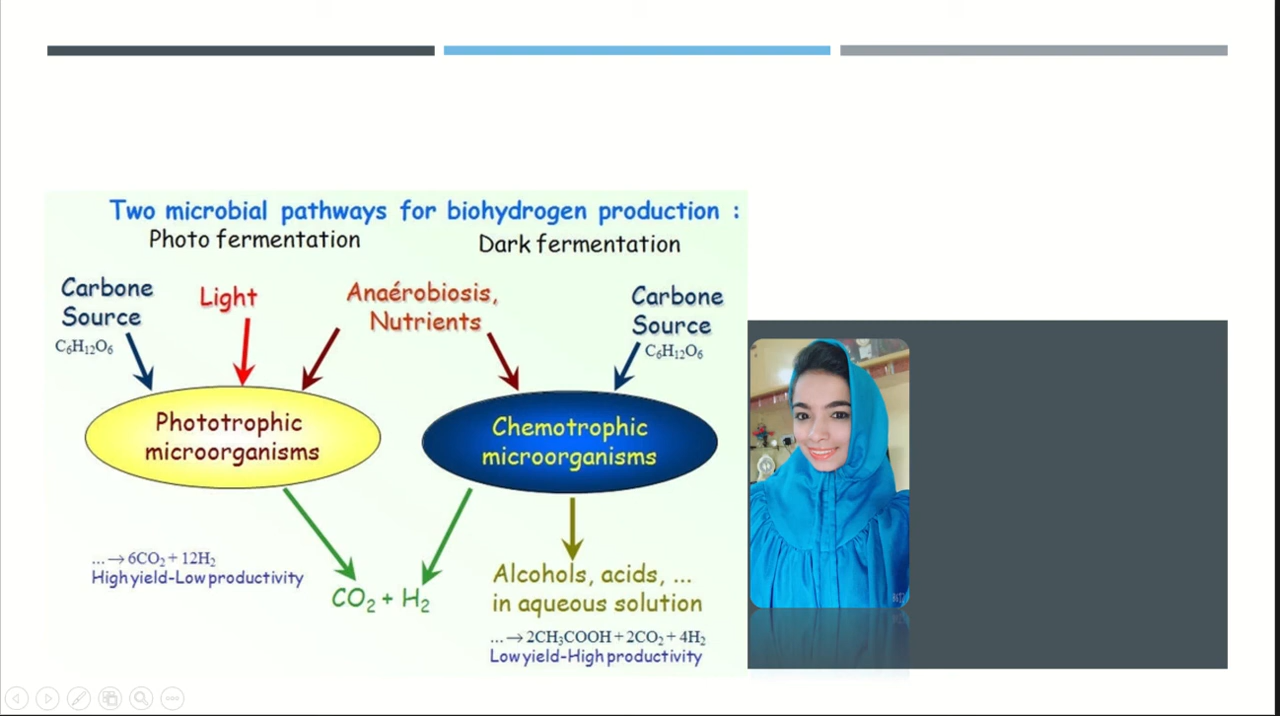 Two microbial pathways for biohydrogen production :
Photo fermentation
Dark fermentation
Carbone
Source
C₆H₁₂O₆
Light
Anaérobiosis,
Nutrients
Carbone
Source
C₆H₁₂O₆
Phototrophic
microorganisms
Chemotrophic
microorganisms
... → 6CO₂ + 12H₂
High yield-Low productivity
CO₂ + H₂
Alcohols, acids, ...
in aqueous solution
... → 2CH₃COOH + 2CO₂ + 4H₂
Low yield-High productivity